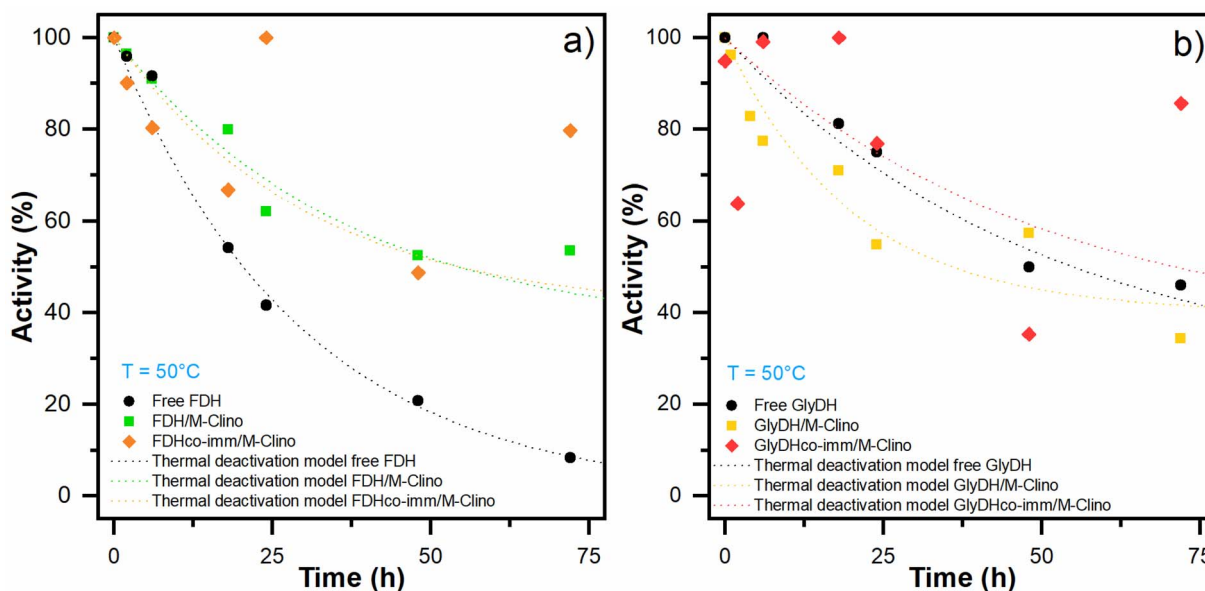 a)
100
80
60
40
20
0
Activity (%)
T = 50°C
Free FDH
FDH/M-Clino
FDHco-imm/M-Clino
Thermal deactivation model free FDH
Thermal deactivation model FDH/M-Clino
Thermal deactivation model FDHco-imm/M-Clino
0 25 50 75
Time (h)
b)
100
80
60
40
20
0
Activity (%)
T = 50°C
Free GlyDH
GlyDH/M-Clino
GlyDHco-imm/M-Clino
Thermal deactivation model free GlyDH
Thermal deactivation model GlyDH/M-Clino
Thermal deactivation model GlyDHco-imm/M-Clino
0 25 50 75
Time (h)